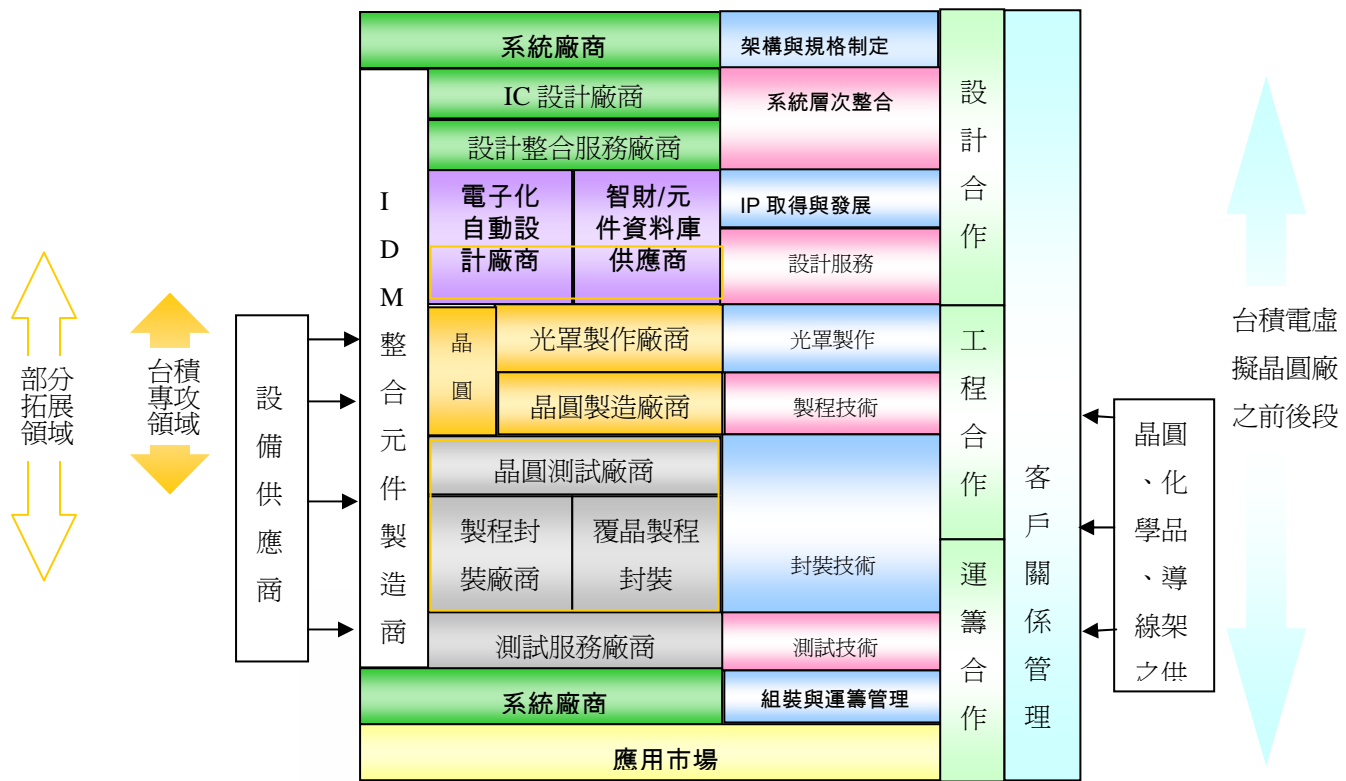 系統廠商
架構與規格制定
IC 設計廠商
系統層次整合
設計整合服務廠商
電子化
自動設
計廠商
智財/元
件資料庫
供應商
IP 取得與發展
設計服務
晶
圓
光罩製作廠商
光罩製作
晶圓製造廠商
製程技術
晶圓測試廠商
製程封
裝廠商
覆晶製程
封裝
封裝技術
測試服務廠商
測試技術
系統廠商
組裝與運籌管理
應用市場
部分
拓展
領域
台積
專攻
領域
設
備
供
應
商
I
D
M
整
合
元
件
製
造
商
設
計
合
作
工
程
合
作
運
籌
合
作
客
戶
關
係
管
理
晶圓
、化
學品
、導
線架
之供
台積電虛
擬晶圓廠
之前後段